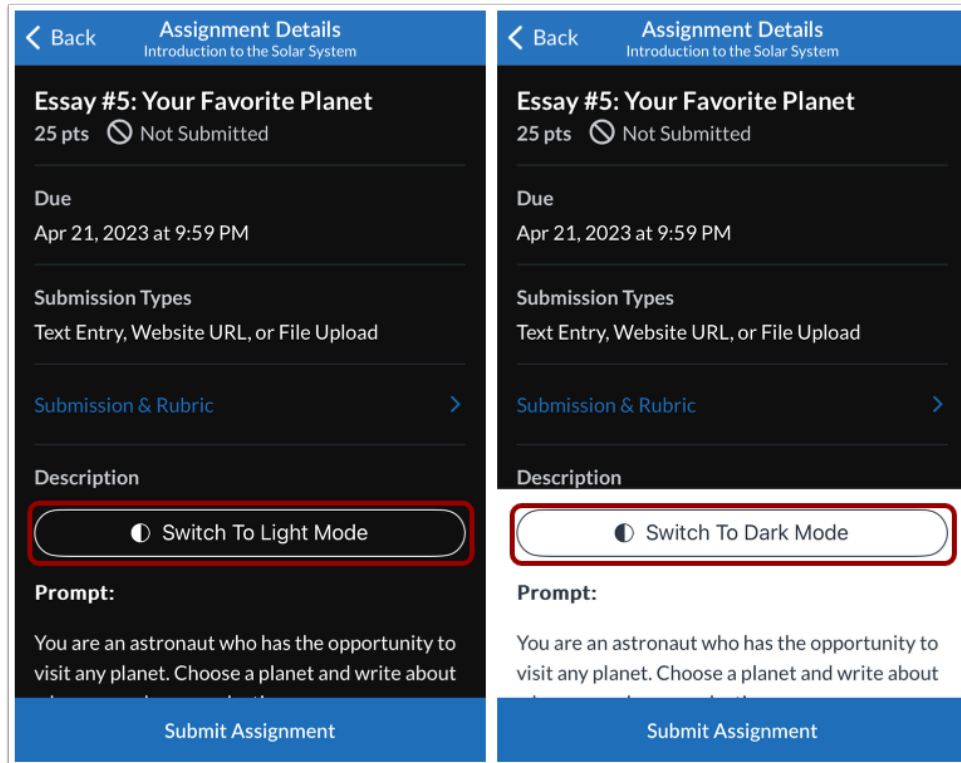 Back
Assignment Details
Introduction to the Solar System
Essay #5: Your Favorite Planet
25 pts Not Submitted
Due
Apr 21, 2023 at 9:59 PM
Submission Types
Text Entry, Website URL, or File Upload
Submission & Rubric
Description
Switch To Light Mode
Prompt:
You are an astronaut who has the opportunity to
visit any planet. Choose a planet and write about
Submit Assignment
Back
Assignment Details
Introduction to the Solar System
Essay #5: Your Favorite Planet
25 pts Not Submitted
Due
Apr 21, 2023 at 9:59 PM
Submission Types
Text Entry, Website URL, or File Upload
Submission & Rubric
Description
Switch To Dark Mode
Prompt:
You are an astronaut who has the opportunity to
visit any planet. Choose a planet and write about
Submit Assignment